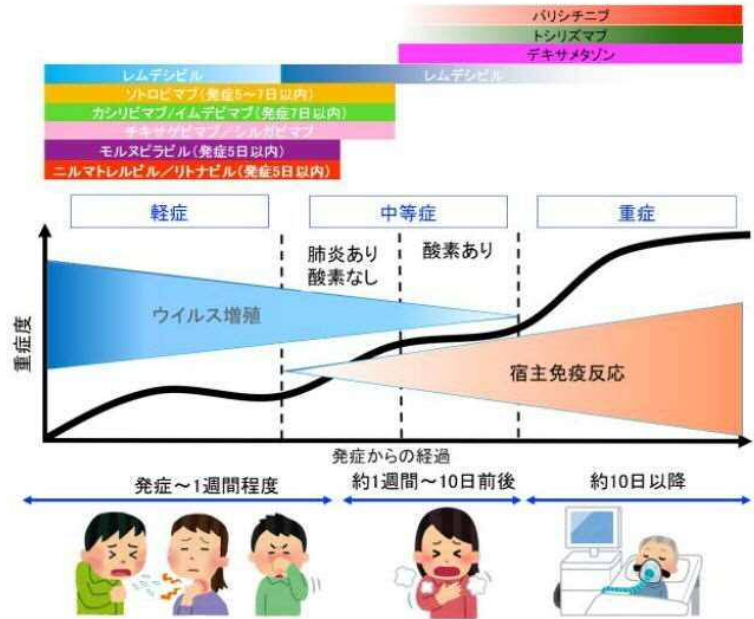 バリシチニブ
トシリズマブ
デキサメタゾン
レムデシビル
レムデシビル
ソトロビマブ(発症5～7日以内)
カシリビマブ/イムデビマブ(発症7日以内)
チキサゲビマブ／シルガビマブ
モルヌピラビル(発症5日以内)
ニルマトレルビル／リトナビル(発症5日以内)
軽症
中等症
重症
肺炎あり
酸素なし
酸素あり
ウイルス増殖
宿主免疫反応
重症度
発症からの経過
発症～1週間程度
約1週間～10日前後
約10日以降